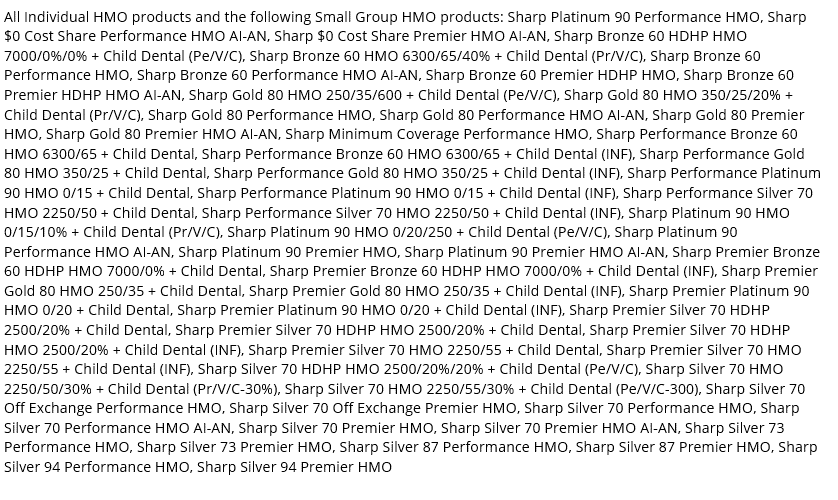 All Individual HMO products and the following Small Group HMO products: Sharp Platinum 90 Performance HMO, Sharp
$0 Cost Share Performance HMO AI-AN, Sharp $0 Cost Share Premier HMO AI-AN, Sharp Bronze 60 HDHP HMO
7000/0%/0% + Child Dental (Pe/V/C), Sharp Bronze 60 HMO 6300/65/40% + Child Dental (Pr/V/C), Sharp Bronze 60
Performance HMO, Sharp Bronze 60 Performance HMO AI-AN, Sharp Bronze 60 Premier HDHP HMO, Sharp Bronze 60
Premier HDHP HMO AI-AN, Sharp Gold 80 HMO 250/35/600 + Child Dental (Pe/V/C), Sharp Gold 80 HMO 350/25/20% +
Child Dental (Pr/V/C), Sharp Gold 80 Performance HMO, Sharp Gold 80 Performance HMO AI-AN, Sharp Gold 80 Premier
HMO, Sharp Gold 80 Premier HMO AI-AN, Sharp Minimum Coverage Performance HMO, Sharp Performance Bronze 60
HMO 6300/65 + Child Dental, Sharp Performance Bronze 60 HMO 6300/65 + Child Dental (INF), Sharp Performance Gold
80 HMO 350/25 + Child Dental, Sharp Performance Gold 80 HMO 350/25 + Child Dental (INF), Sharp Performance Platinum
90 HMO 0/15 + Child Dental, Sharp Performance Platinum 90 HMO 0/15 + Child Dental (INF), Sharp Performance Silver 70
HMO 2250/50 + Child Dental, Sharp Performance Silver 70 HMO 2250/50 + Child Dental (INF), Sharp Platinum 90 HMO
0/15/10% + Child Dental (Pr/V/C), Sharp Platinum 90 HMO 0/20/250 + Child Dental (Pe/V/C), Sharp Platinum 90
Performance HMO AI-AN, Sharp Platinum 90 Premier HMO, Sharp Platinum 90 Premier HMO AI-AN, Sharp Premier Bronze
60 HDHP HMO 7000/0% + Child Dental, Sharp Premier Bronze 60 HDHP HMO 7000/0% + Child Dental (INF), Sharp Premier
Gold 80 HMO 250/35 + Child Dental, Sharp Premier Gold 80 HMO 250/35 + Child Dental (INF), Sharp Premier Platinum 90
HMO 0/20 + Child Dental, Sharp Premier Platinum 90 HMO 0/20 + Child Dental (INF), Sharp Premier Silver 70 HDHP
2500/20% + Child Dental, Sharp Premier Silver 70 HDHP HMO 2500/20% + Child Dental, Sharp Premier Silver 70 HDHP
HMO 2500/20% + Child Dental (INF), Sharp Premier Silver 70 HMO 2250/55 + Child Dental, Sharp Premier Silver 70 HMO
2250/55 + Child Dental (INF), Sharp Silver 70 HDHP HMO 2500/20%/20% + Child Dental (Pe/V/C), Sharp Silver 70 HMO
2250/50/30% + Child Dental (Pr/V/C-30%), Sharp Silver 70 HMO 2250/55/30% + Child Dental (Pe/V/C-300), Sharp Silver 70
Off Exchange Performance HMO, Sharp Silver 70 Off Exchange Premier HMO, Sharp Silver 70 Performance HMO, Sharp
Silver 70 Performance HMO AI-AN, Sharp Silver 70 Premier HMO, Sharp Silver 70 Premier HMO AI-AN, Sharp Silver 73
Performance HMO, Sharp Silver 73 Premier HMO, Sharp Silver 87 Performance HMO, Sharp Silver 87 Premier HMO, Sharp
Silver 94 Performance HMO, Sharp Silver 94 Premier HMO